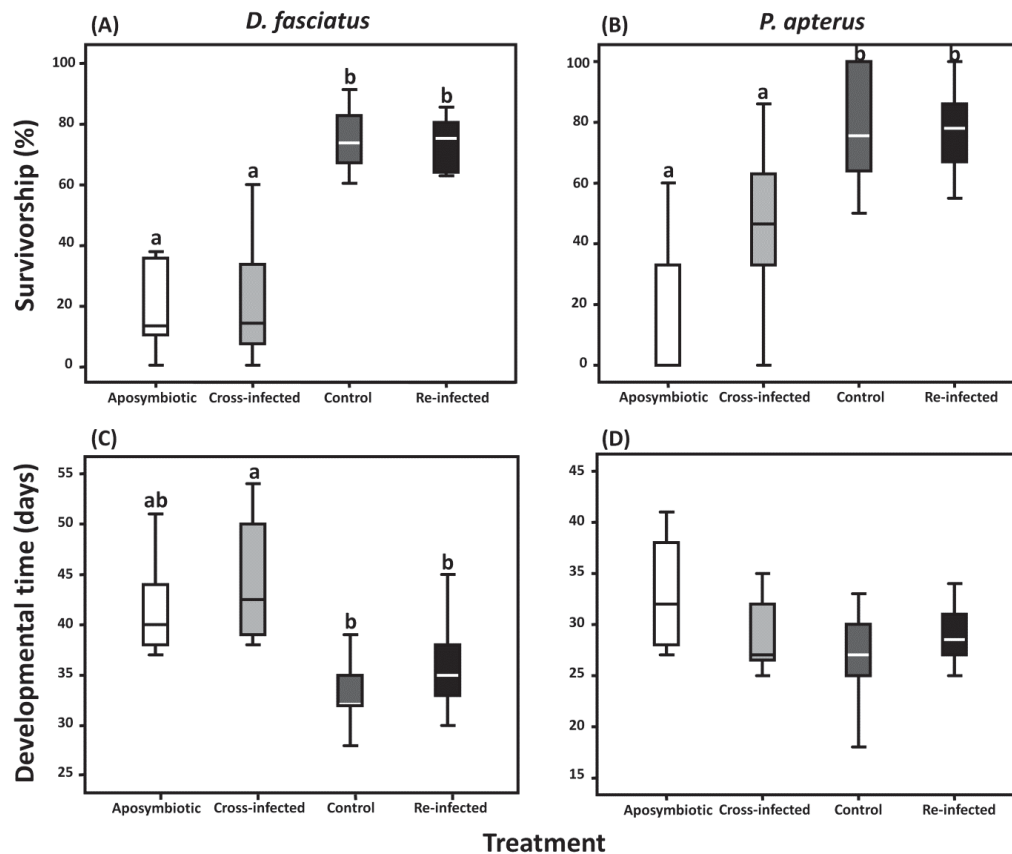 (A) D. fasciatus
(B) P. apterus
Survivorship (%)
100
80
60
40
20
0
a
a
b
b
Aposymbiotic Cross-infected Control Re-infected
100
80
60
40
20
0
a
a
b
b
Aposymbiotic Cross-infected Control Re-infected
(C)
Developmental time (days)
55
50
45
40
35
30
25
ab
a
b
b
Aposymbiotic Cross-infected Control Re-infected
(D)
45
40
35
30
25
20
15
Aposymbiotic Cross-infected Control Re-infected
Treatment